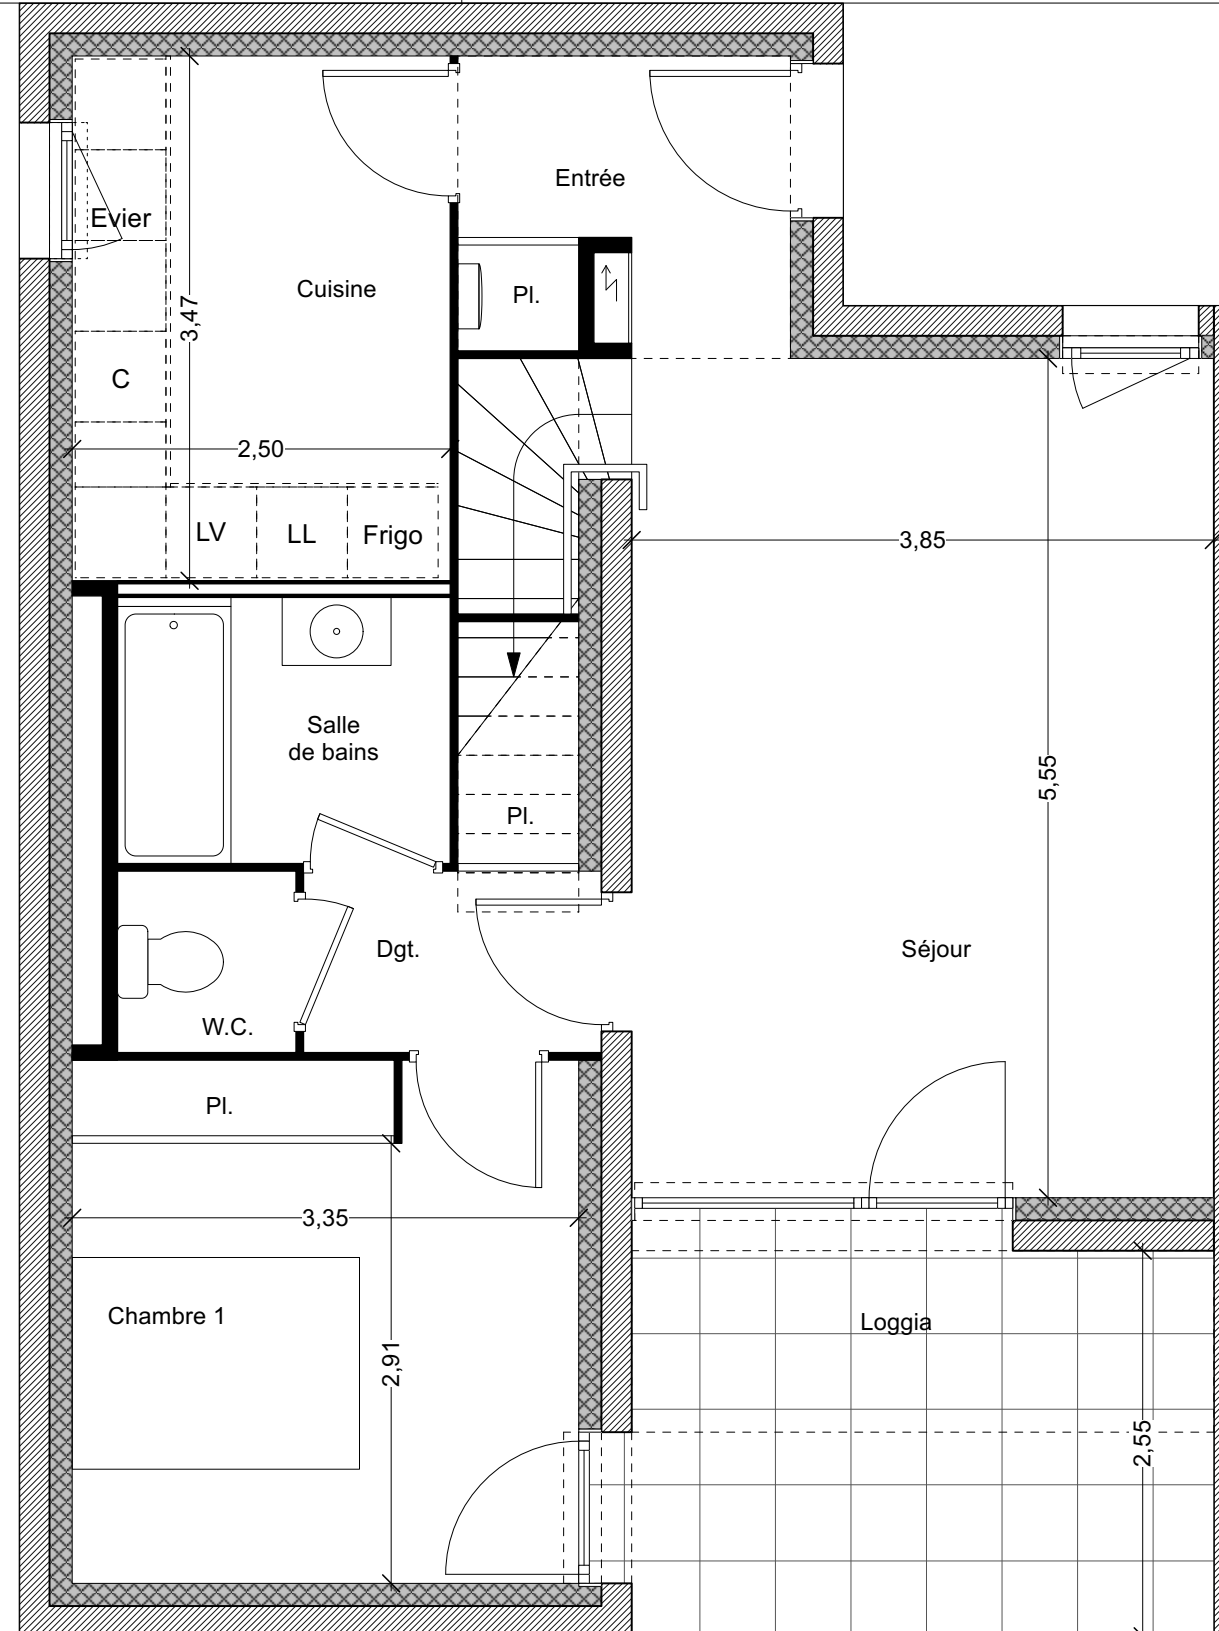 Entrée
Evier
Cuisine
Pl.
3,47
C
2,50
LV
LL
Frigo
3,85
Salle
de bains
5,55
Pl.
Dgt.
Séjour
W.C.
Pl.
3,35
Chambre 1
Loggia
2,91
2,55